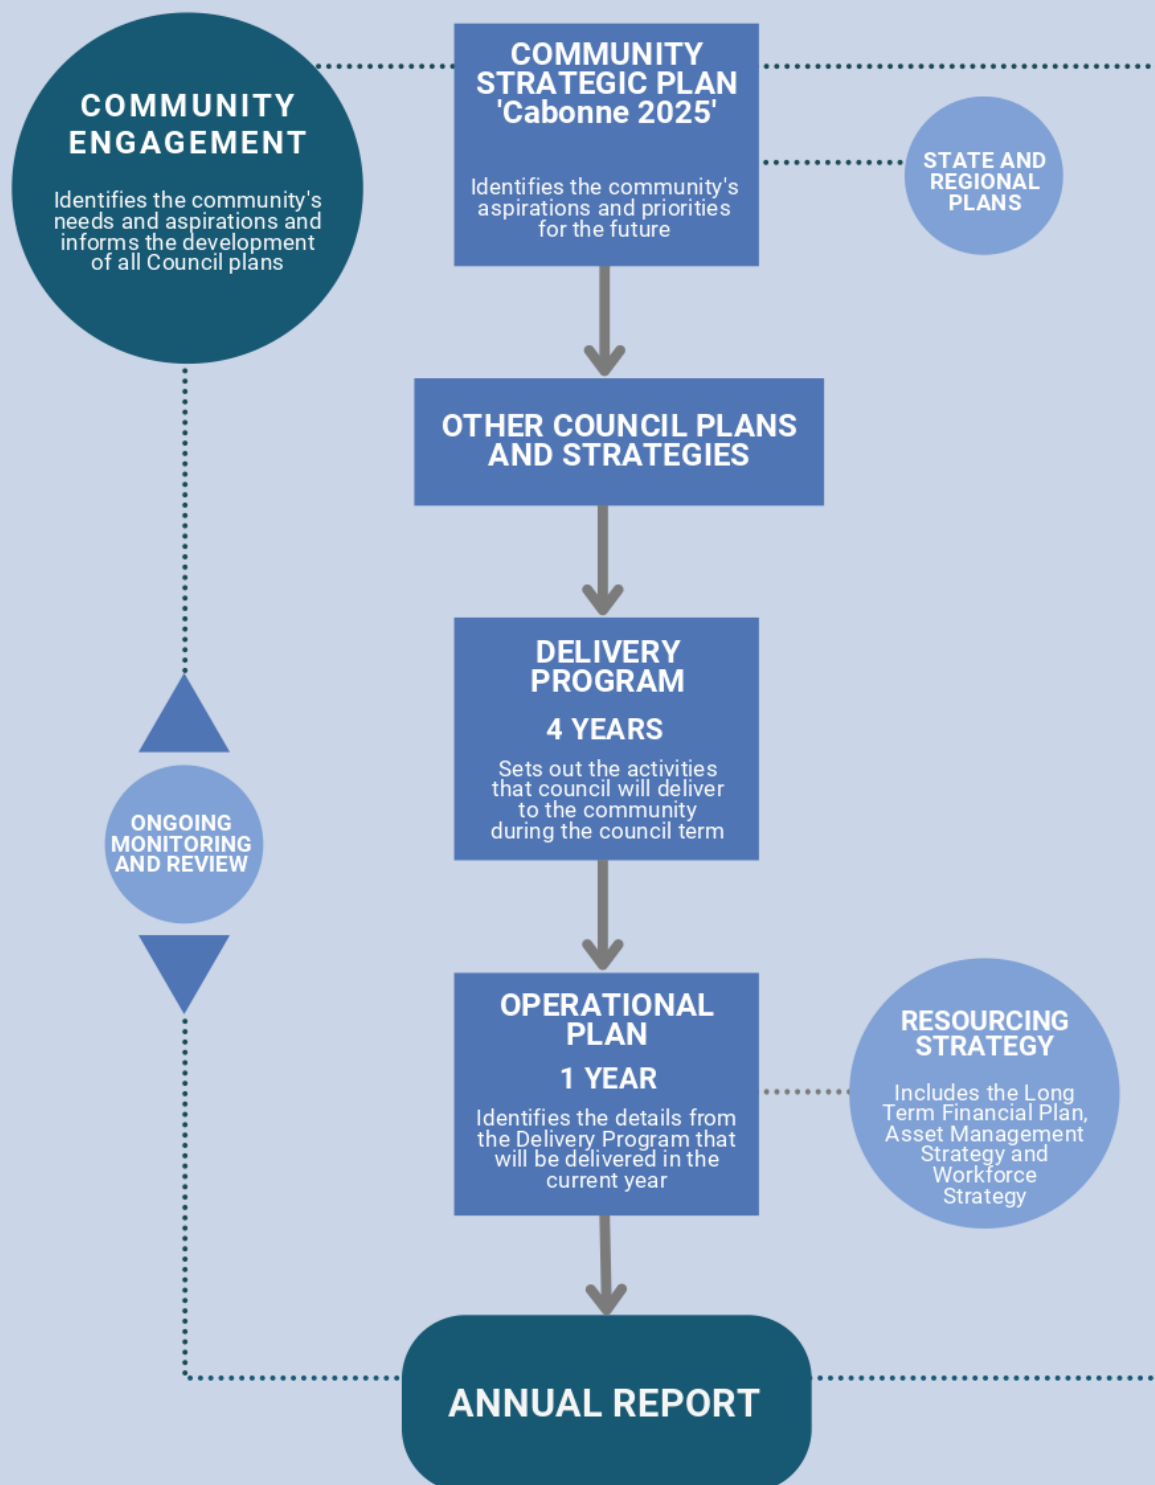 COMMUNITY
ENGAGEMENT
Identifies the community's
needs and aspirations and
informs the development
of all Council plans
COMMUNITY
STRATEGIC PLAN
'Cabonne 2025'
Identifies the community's
aspirations and priorities
for the future
STATE AND
REGIONAL
PLANS
OTHER COUNCIL PLANS
AND STRATEGIES
DELIVERY
PROGRAM
4 YEARS
Sets out the activities
that council will deliver
to the community
during the council term
ONGOING
MONITORING
AND REVIEW
OPERATIONAL
PLAN
1 YEAR
Identifies the details from
the Delivery Program that
will be delivered in the
current year
RESOURCING
STRATEGY
Includes the Long
Term Financial Plan,
Asset Management
Strategy and
Workforce
Strategy
ANNUAL REPORT